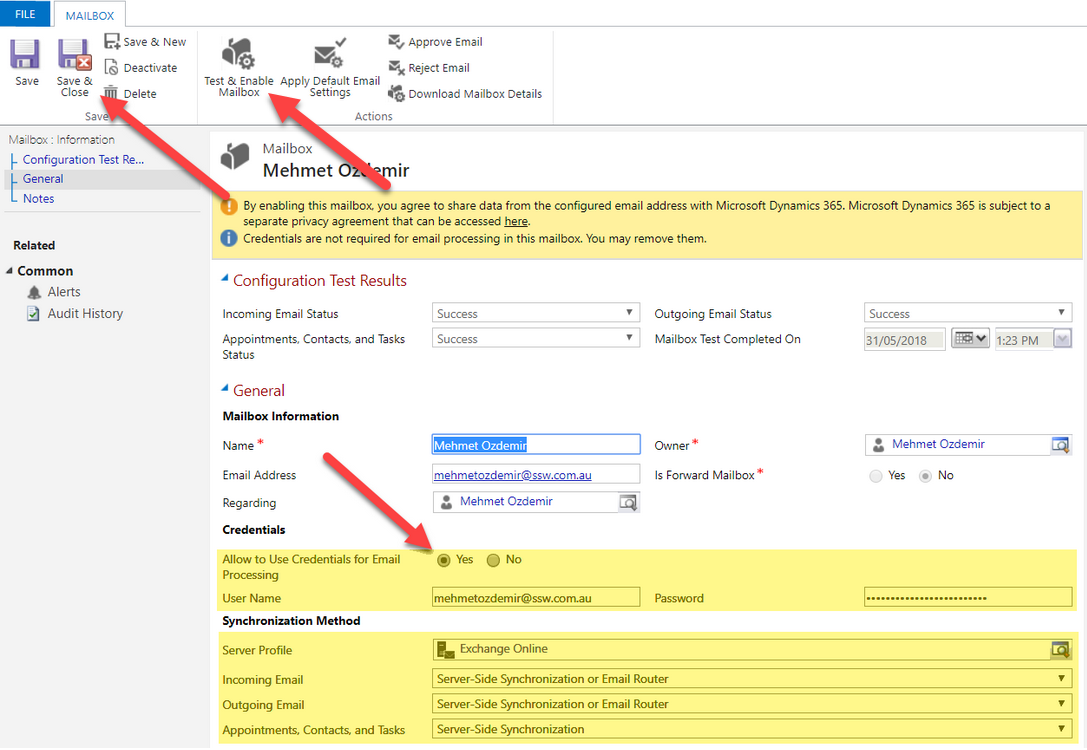 FILE
MAILBOX
Save
Save &
Close
Save & New
Deactivate
Delete
Save
Test & Enable
Mailbox
Apply Default Email
Settings
Approve Email
Reject Email
Download Mailbox Details
Actions
Mailbox : Information
Configuration Test Re...
General
Notes
Related
Common
Alerts
Audit History
Mailbox
Mehmet Ozdemir
By enabling this mailbox, you agree to share data from the configured email address with Microsoft Dynamics 365. Microsoft Dynamics 365 is subject to a
separate privacy agreement that can be accessed here.
Credentials are not required for email processing in this mailbox. You may remove them.
Configuration Test Results
Incoming Email Status Success Outgoing Email Status Success
Appointments, Contacts, and Tasks
Status Success Mailbox Test Completed On 31/05/2018 1:23 PM
General
Mailbox Information
Name * Mehmet Ozdemir Owner * Mehmet Ozdemir
Email Address mehmetozdemir@ssw.com.au Is Forward Mailbox * Yes No
Regarding Mehmet Ozdemir
Credentials
Allow to Use Credentials for Email
Processing Yes No
User Name mehmetozdemir@ssw.com.au Password
Synchronization Method
Server Profile Exchange Online
Incoming Email Server-Side Synchronization or Email Router
Outgoing Email Server-Side Synchronization or Email Router
Appointments, Contacts, and Tasks Server-Side Synchronization